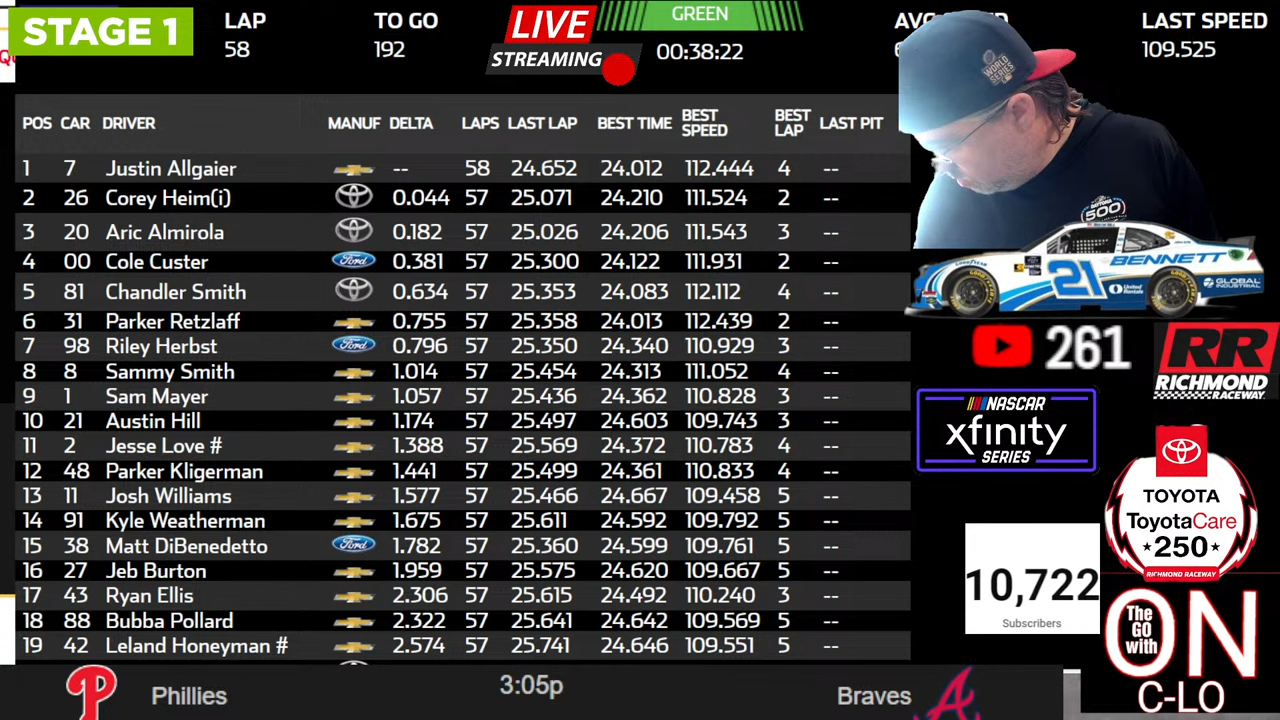 STAGE 1
LAP
TO GO
LIVE
GREEN
LAST SPEED
58
192
STREAMING
00:38:22
109.525
POS CAR DRIVER MANUF DELTA LAPS LAST LAP BEST TIME BEST SPEED BEST LAP LAST PIT
1 7 Justin Allgaier -- 58 24.652 24.012 112.444 4 --
2 26 Corey Heim(i) 0.044 57 25.071 24.210 111.524 2 --
3 20 Aric Almirola 0.182 57 25.026 24.206 111.543 3 --
4 00 Cole Custer Ford 0.381 57 25.300 24.122 111.931 2 --
5 81 Chandler Smith 0.634 57 25.353 24.083 112.112 4 --
6 31 Parker Retzlaff 0.755 57 25.358 24.013 112.439 2 --
7 98 Riley Herbst Ford 0.796 57 25.350 24.340 110.929 3 --
8 8 Sammy Smith 1.014 57 25.454 24.313 111.052 4 --
9 1 Sam Mayer 1.057 57 25.436 24.362 110.828 3 --
10 21 Austin Hill 1.174 57 25.497 24.603 109.743 3 --
11 2 Jesse Love # 1.388 57 25.569 24.372 110.783 4 --
12 48 Parker Kligerman 1.441 57 25.499 24.361 110.833 4 --
13 11 Josh Williams 1.577 57 25.466 24.667 109.458 5 --
14 91 Kyle Weatherman 1.675 57 25.611 24.592 109.792 5 --
15 38 Matt DiBenedetto Ford 1.782 57 25.360 24.599 109.761 5 --
16 27 Jeb Burton 1.959 57 25.575 24.620 109.667 5 --
17 43 Ryan Ellis 2.306 57 25.615 24.492 110.240 3 --
18 88 Bubba Pollard 2.322 57 25.641 24.642 109.569 5 --
19 42 Leland Honeyman # 2.574 57 25.741 24.646 109.551 5 --
WORLD
SERIES
DAYTONA
500
BENNETT
21
United Rentals
GLOBAL
INDUSTRIAL
261
RR
RICHMOND
RACEWAY
NASCAR
xfinity
SERIES
TOYOTA
ToyotaCare
250
RICHMOND RACEWAY
10,722
Subscribers
The
GO
with
ON
C-LO
P
Phillies
3:05p
Braves
A